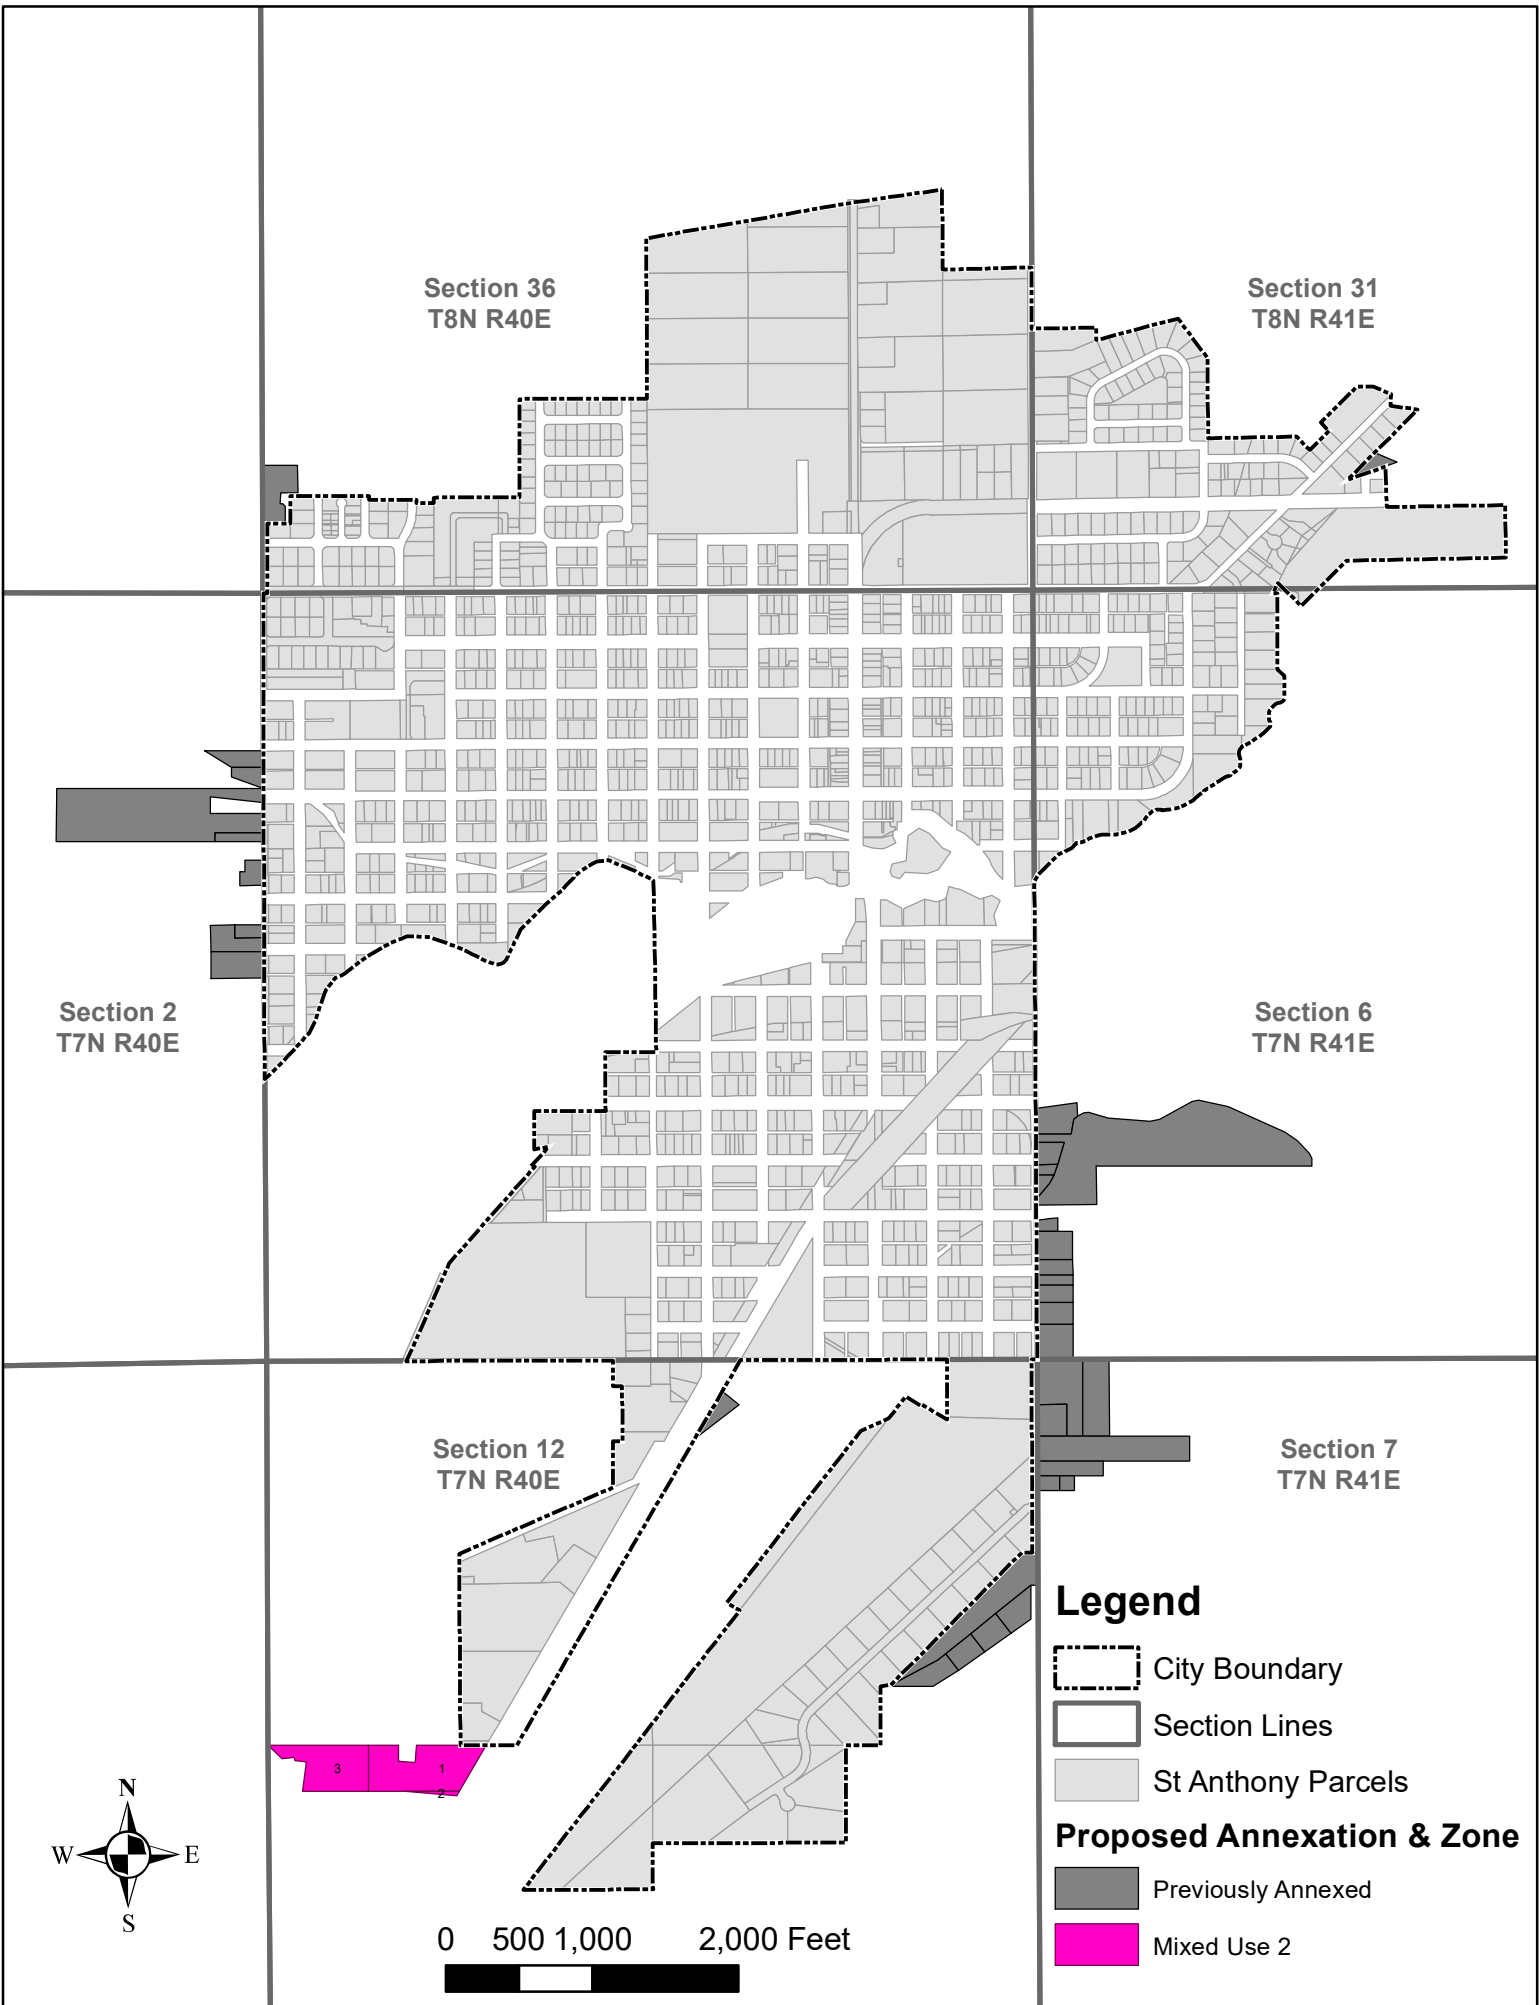 Section 36
T8N R40E
Section 31
T8N R41E
Section 2
T7N R40E
Section 6
T7N R41E
Section 12
T7N R40E
Section 7
T7N R41E
Legend
City Boundary
Section Lines
St Anthony Parcels
Proposed Annexation & Zone
Previously Annexed
Mixed Use 2
3
1
2
N
W E
S
0 500 1,000 2,000 Feet